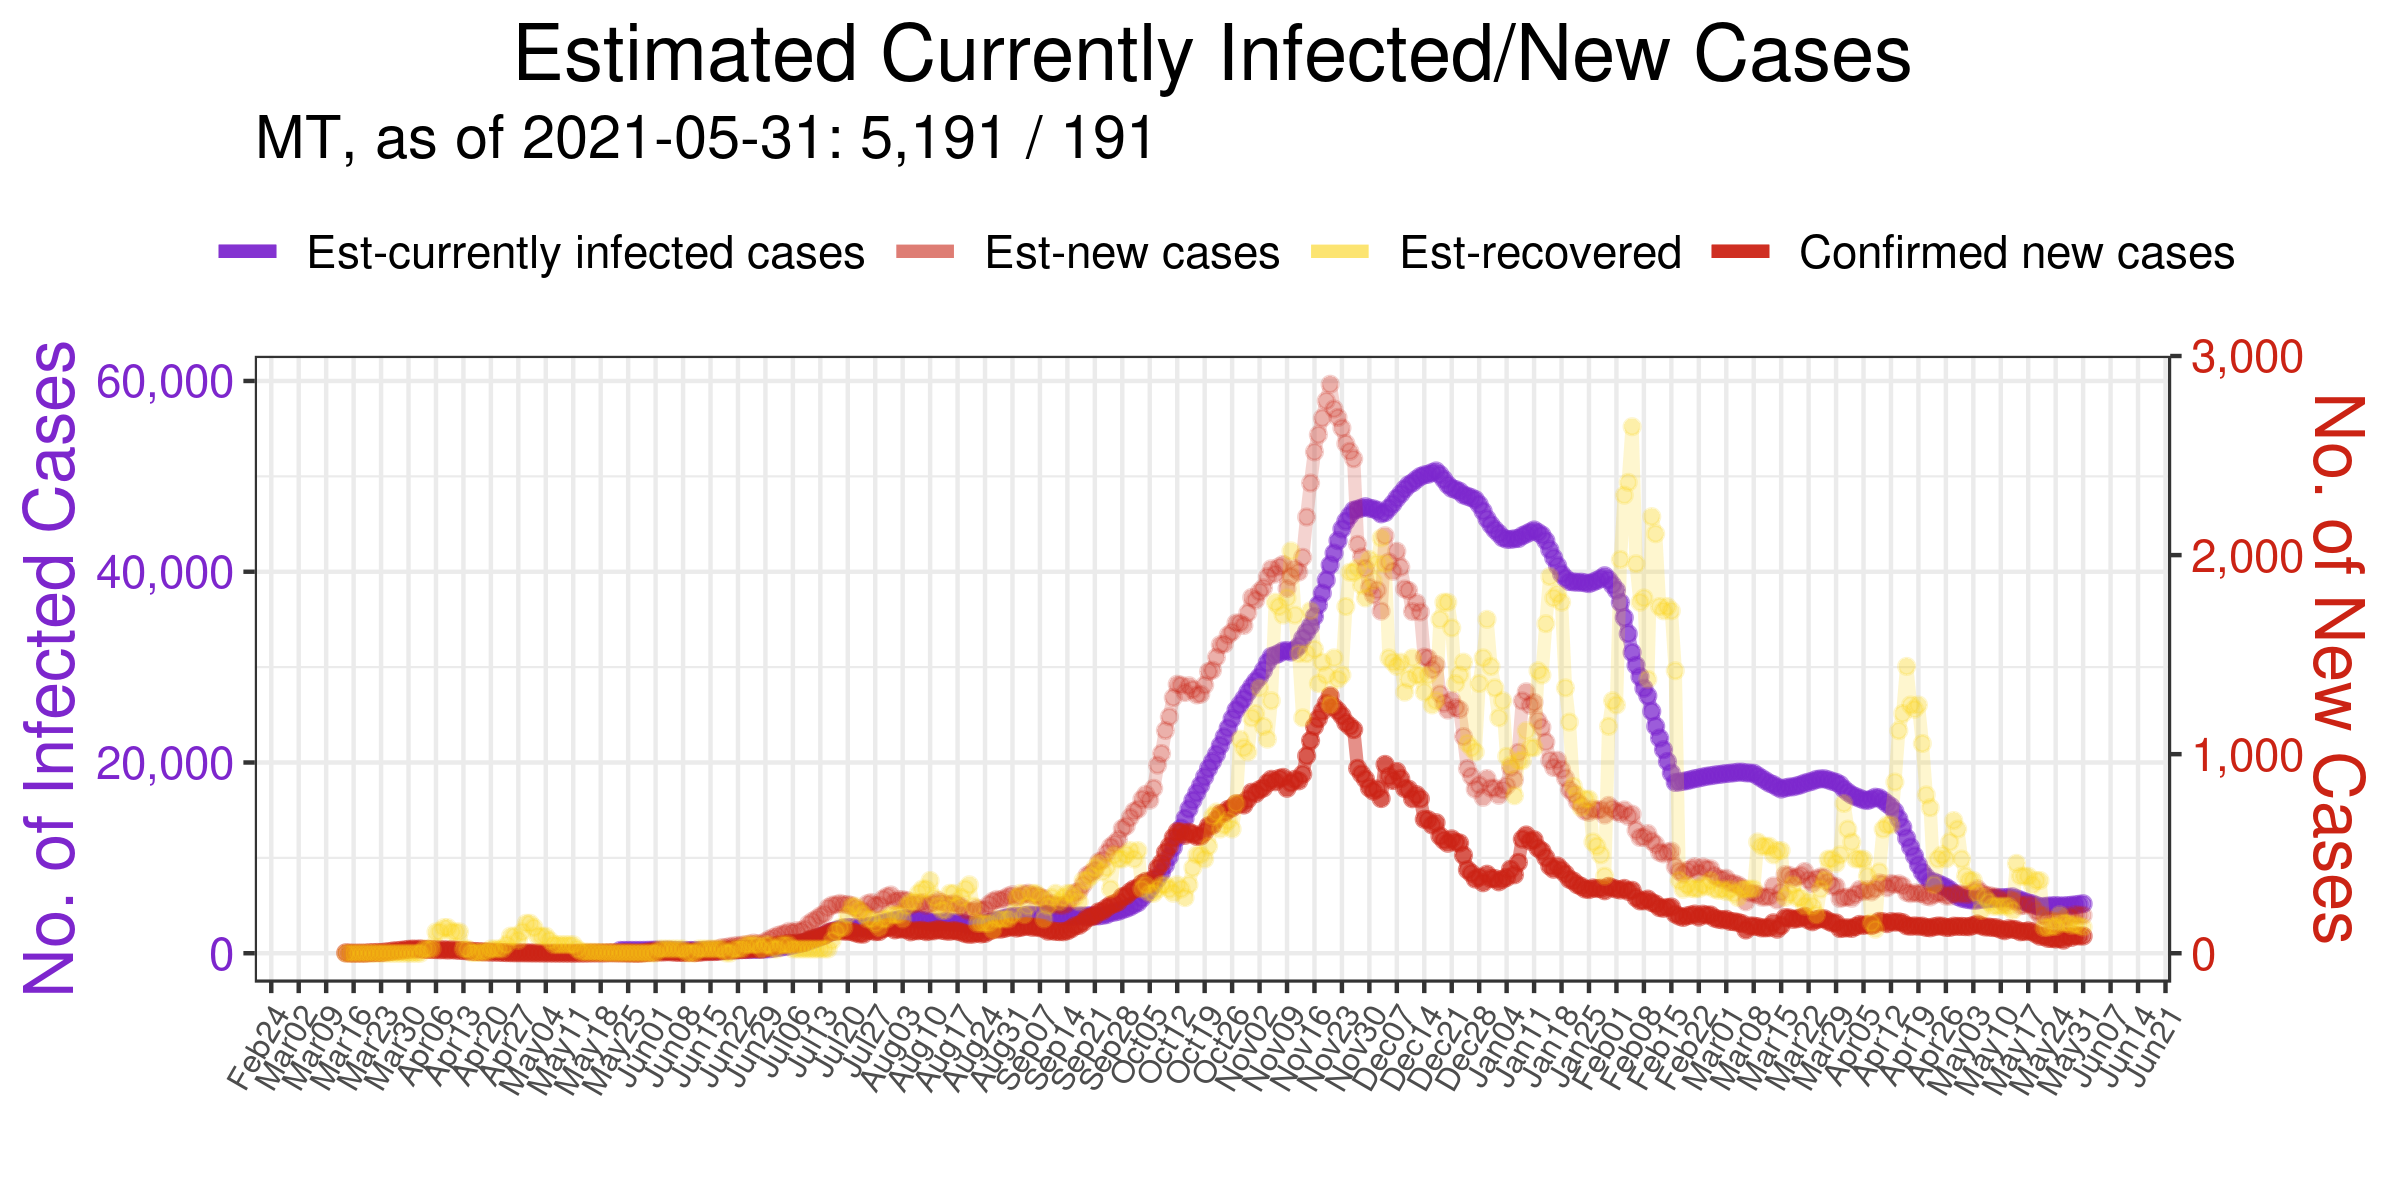 Estimated Currently Infected/New Cases
MT, as of 2021-05-31: 5,191 / 191
Est-currently infected cases
Est-new cases
Est-recovered
Confirmed new cases
No. of Infected Cases
60,000
40,000
20,000
0
3,000
2,000
1,000
0
No. of New Cases
Feb24
Mar02
Mar09
Mar16
Mar23
Mar30
Apr06
Apr13
Apr20
Apr27
May04
May11
May18
May25
Jun01
Jun08
Jun15
Jun22
Jun29
Jul06
Jul13
Jul20
Jul27
Aug03
Aug10
Aug17
Aug24
Aug31
Sep07
Sep14
Sep21
Sep28
Oct05
Oct12
Oct19
Oct26
Nov02
Nov09
Nov16
Nov23
Nov30
Dec07
Dec14
Dec21
Dec28
Jan04
Jan11
Jan18
Jan25
Feb01
Feb08
Feb15
Feb22
Mar01
Mar08
Mar15
Mar22
Mar29
Apr05
Apr12
Apr19
Apr26
May03
May10
May17
May24
May31
Jun07
Jun14
Jun21